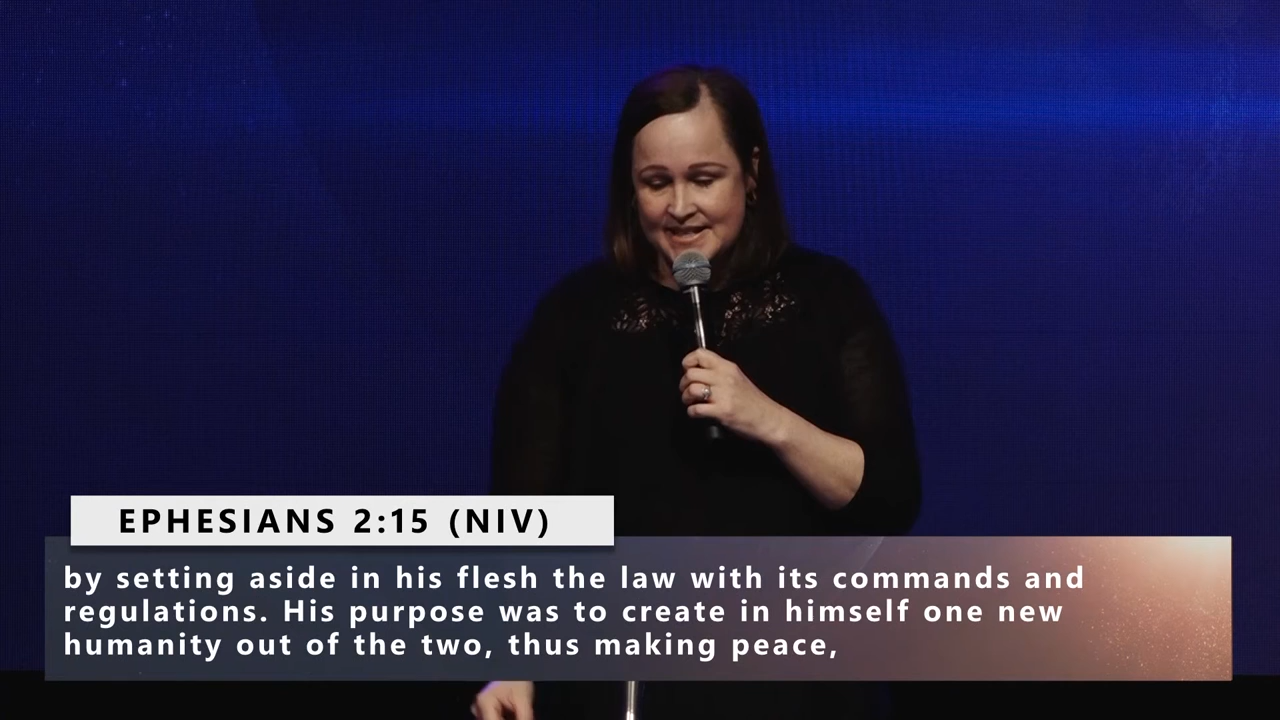 EPHESIANS 2:15 (NIV)
by setting aside in his flesh the law with its commands and
regulations. His purpose was to create in himself one new
humanity out of the two, thus making peace,